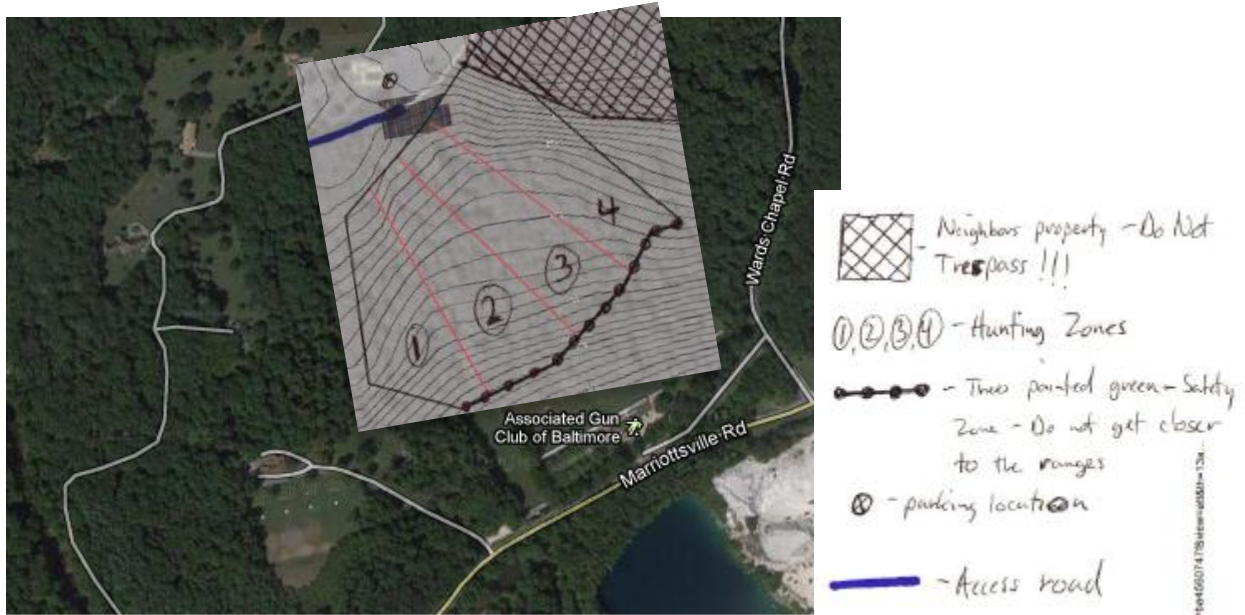 4
3
2
1
Wards Chapel Rd
Associated Gun
Club of Baltimore
Marriottsville Rd
- Neighbors property - Do Not
Trespass !!!
1, 2, 3, 4 - Hunting Zones
- Trees painted green - Safety
Zone - Do not get closer
to the ranges
- parking location
- Access road